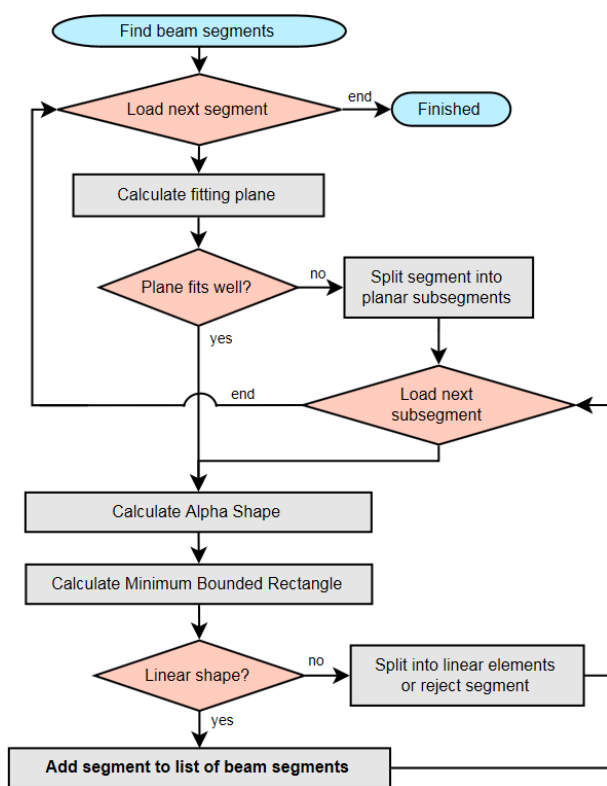 Find beam segments
Load next segment
end
Finished
Calculate fitting plane
Plane fits well?
no
Split segment into
planar subsegments
yes
end
Load next
subsegment
Calculate Alpha Shape
Calculate Minimum Bounded Rectangle
Linear shape?
no
Split into linear elements
or reject segment
yes
Add segment to list of beam segments